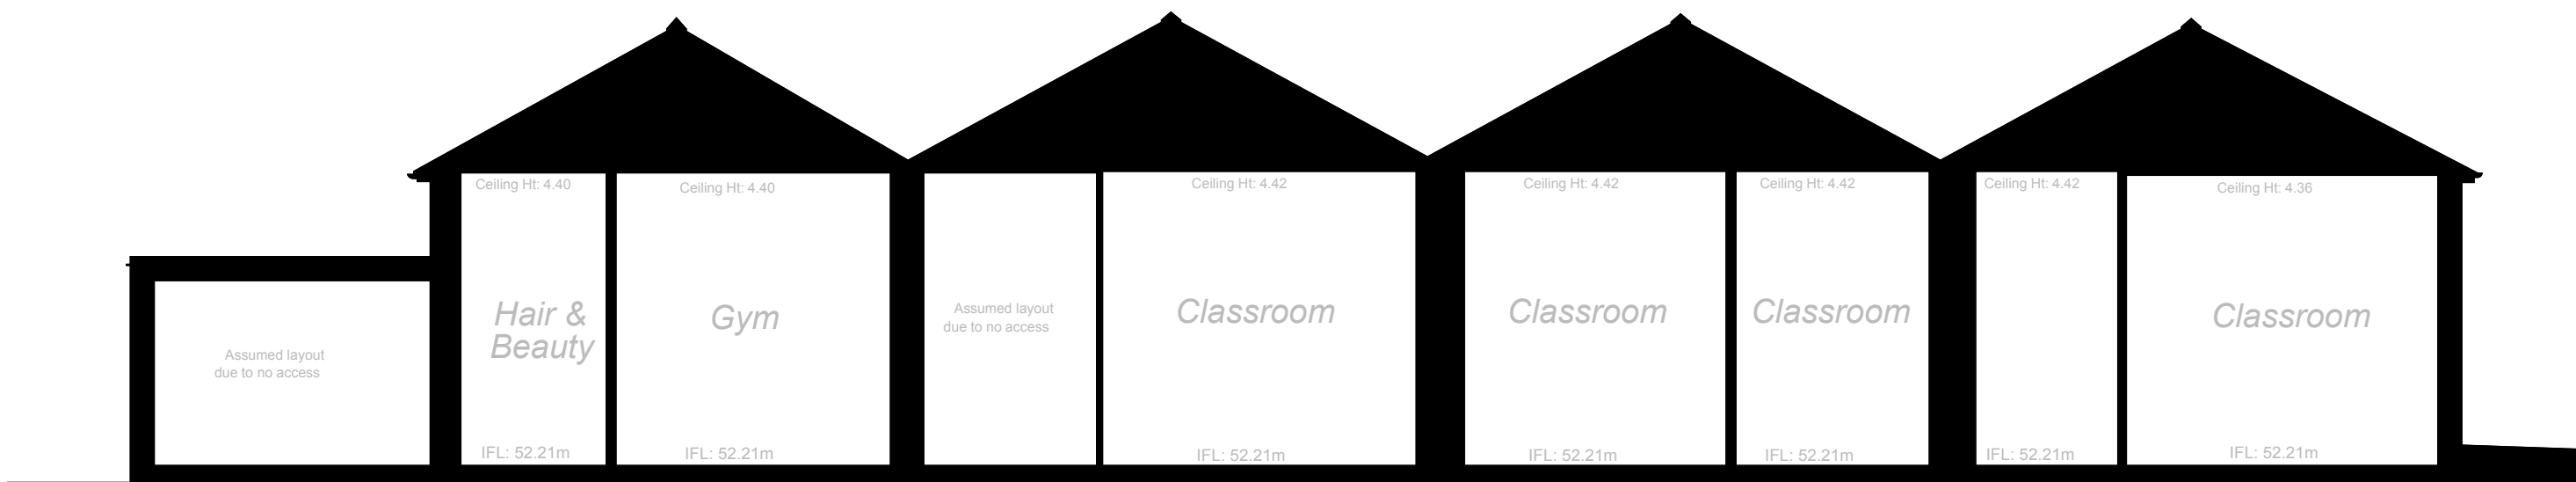 Ceiling Ht: 4.40
Ceiling Ht: 4.40
Ceiling Ht: 4.42
Ceiling Ht: 4.42
Ceiling Ht: 4.42
Ceiling Ht: 4.42
Ceiling Ht: 4.36
Assumed layout
due to no access
Hair &
Beauty
Gym
Assumed layout
due to no access
Classroom
Classroom
Classroom
Classroom
IFL: 52.21m
IFL: 52.21m
IFL: 52.21m
IFL: 52.21m
IFL: 52.21m
IFL: 52.21m
IFL: 52.21m